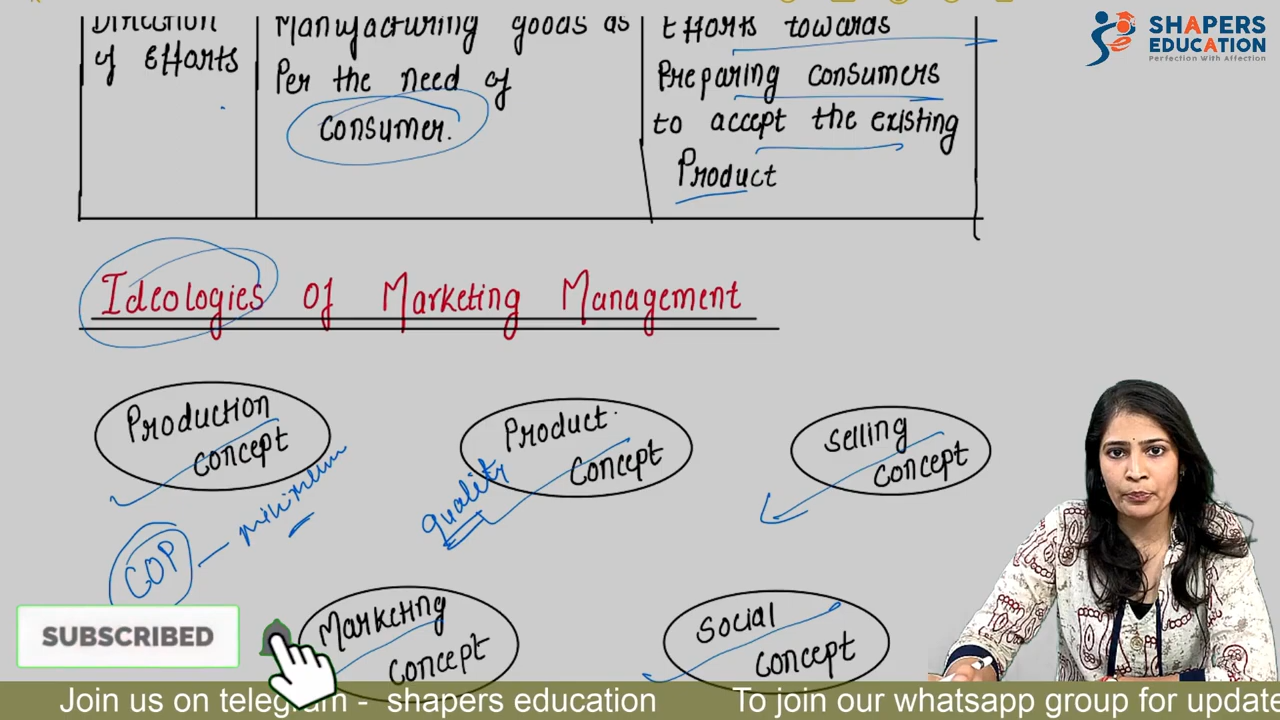 Direction
of Efforts
Manufacturing goods as
Per the need of
consumer.
Efforts towards
Preparing consumers
to accept the existing
Product
SHAPERS
EDUCATION
Perfection With Affection
Ideologies Of Marketing Management
Production
concept
Product
concept
Selling
concept
COP - minimum
quality
Marketing
concept
Social
concept
SUBSCRIBED
Join us on telegram - shapers education To join our whatsapp group for update